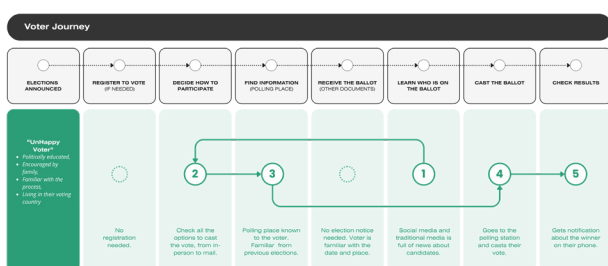 Voter Journey
ELECTIONS
ANNOUNCED
REGISTER TO VOTE
(IF NEEDED)
DECIDE HOW TO
PARTICIPATE
FIND INFORMATION
(POLLING PLACE)
RECEIVE THE BALLOT
(OTHER DOCUMENTS)
LEARN WHO IS ON
THE BALLOT
CAST THE BALLOT
CHECK RESULTS
"UnHappy
Voter"
• Politically educated,
• Encouraged by
family,
• Familiar with the
process,
• Living in their voting
country
No
registration
needed.
2
Check all the
options to cast
the vote, from in-
person to mail.
3
Polling place known
to the voter.
Familiar from
previous elections.
No election notice
needed. Voter is
familiar with the
date and place.
1
Social media and
traditional media is
full of news about
candidates.
4
Goes to the
polling station
and casts their
vote.
5
Gets notification
about the winner
on their phone.